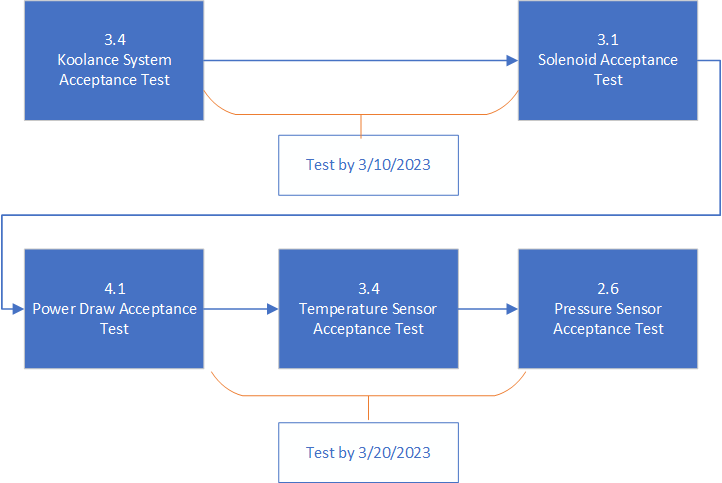 3.4
Koolance System
Acceptance Test
3.1
Solenoid Acceptance
Test
Test by 3/10/2023
4.1
Power Draw Acceptance
Test
3.4
Temperature Sensor
Acceptance Test
2.6
Pressure Sensor
Acceptance Test
Test by 3/20/2023